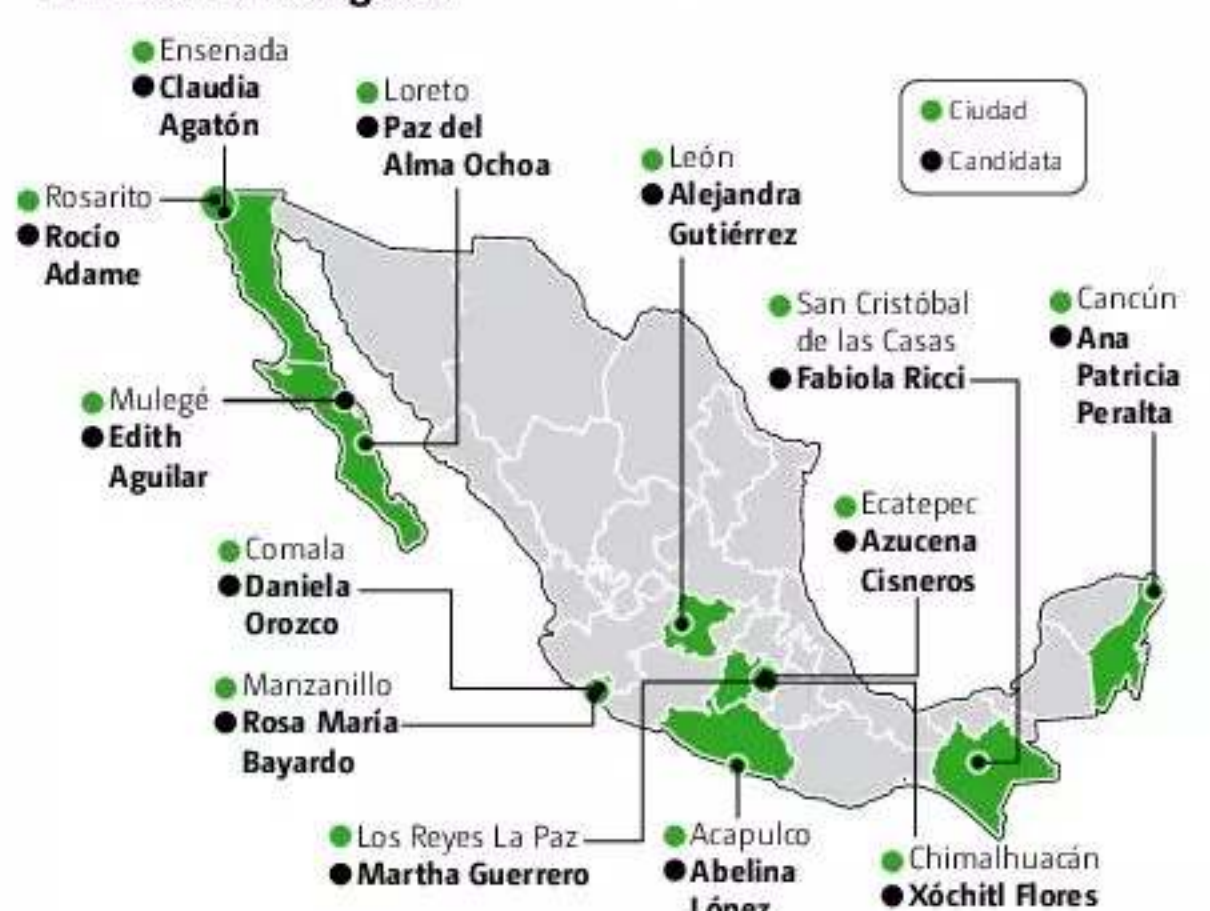 Ensenada
Claudia
Agatón
Loreto
Paz del
Alma Ochoa
Rosarito
Rocío
Adame
León
Alejandra
Gutiérrez
Ciudad
Candidata
San Cristóbal
de las Casas
Fabiola Ricci
Cancún
Ana
Patricia
Peralta
Mulegé
Edith
Aguilar
Ecatepec
Azucena
Cisneros
Comala
Daniela
Orozco
Manzanillo
Rosa María
Bayardo
Los Reyes La Paz
Martha Guerrero
Acapulco
Abelina
López
Chimalhuacán
Xóchitl Flores